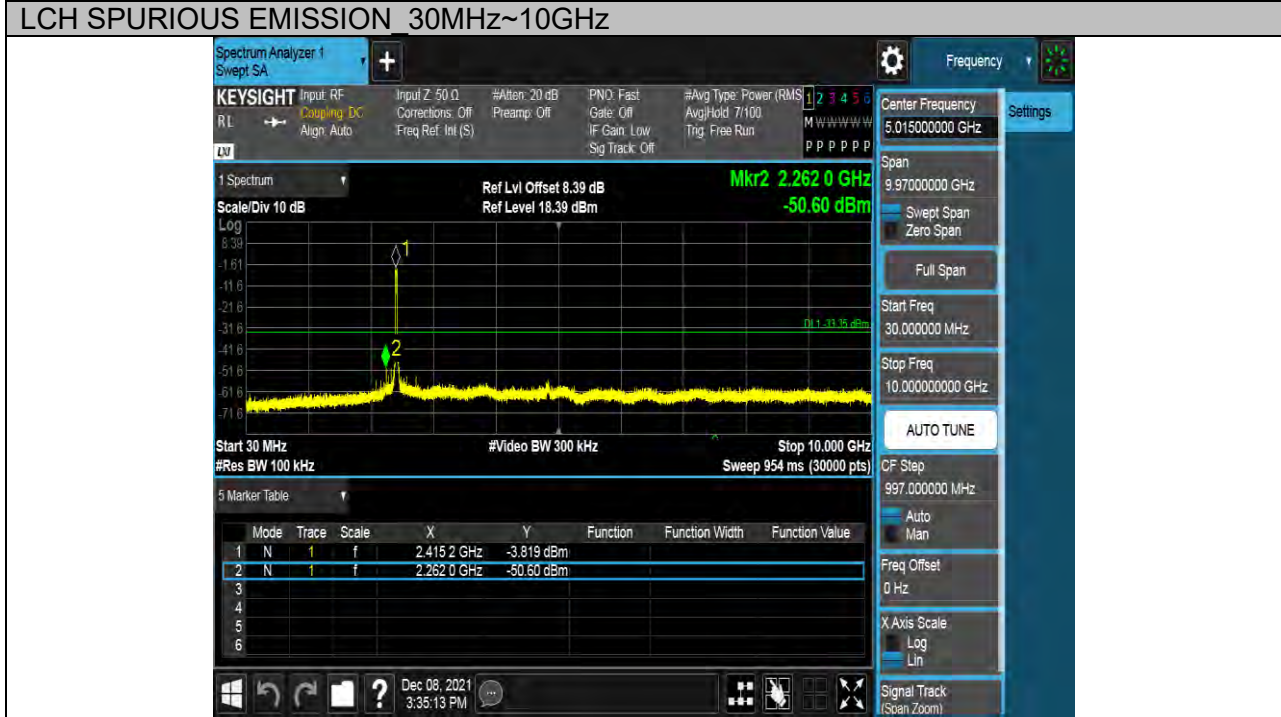 LCH SPURIOUS EMISSION_30MHz~10GHz
Spectrum Analyzer 1
Swept SA
+
Frequency
KEYSIGHT Input: RF Input Z: 50 Ω #Atten: 20 dB PNO: Fast #Avg Type: Power (RMS 1 2 3 4 5 6
RL Coupling: DC Corrections: Off Preamp: Off Gate: Off Avg|Hold: 7/100 M W W W W W
Align: Auto Freq Ref: Int (S) IF Gain: Low Trig: Free Run
LXI Sig Track: Off P P P P P P
Center Frequency
5.015000000 GHz
Settings
1 Spectrum
Ref Lvl Offset 8.39 dB
Mkr2 2.262 0 GHz
Scale/Div 10 dB
Ref Level 18.39 dBm
-50.60 dBm
Span
9.97000000 GHz
Swept Span
Zero Span
Log
8.39
-1.61
-11.6
-21.6
-31.6
-41.6
-51.6
-61.6
-71.6
1
2
DL1 -33.35 dBm
Full Span
Start Freq
30.000000 MHz
Stop Freq
10.000000000 GHz
AUTO TUNE
Start 30 MHz #Video BW 300 kHz Stop 10.000 GHz
#Res BW 100 kHz Sweep 954 ms (30000 pts)
CF Step
997.000000 MHz
Auto
Man
5 Marker Table
Mode Trace Scale X Y Function Function Width Function Value
1 N 1 f 2.415 2 GHz -3.819 dBm
2 N 1 f 2.262 0 GHz -50.60 dBm
3
4
5
6
Freq Offset
0 Hz
X Axis Scale
Log
Lin
?
Dec 08, 2021
3:35:13 PM
Signal Track
(Span Zoom)